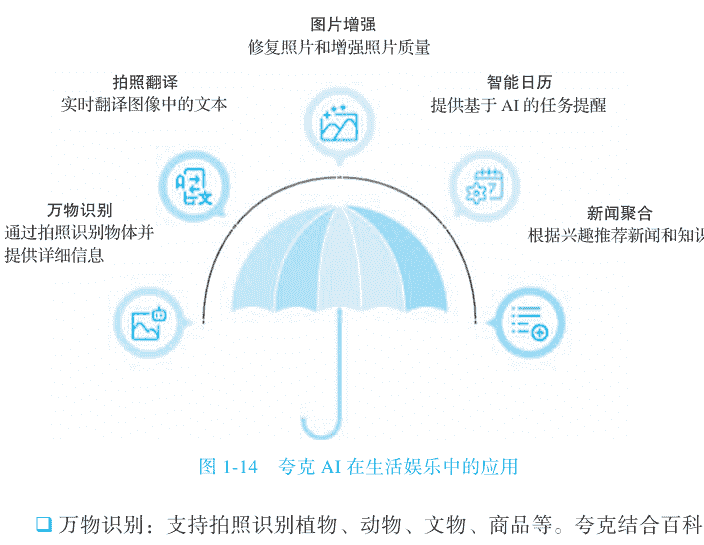 图片增强
修复照片和增强照片质量
拍照翻译
实时翻译图像中的文本
智能日历
提供基于 AI 的任务提醒
万物识别
通过拍照识别物体并
提供详细信息
新闻聚合
根据兴趣推荐新闻和知识
文
7
图 1-14 夸克 AI 在生活娱乐中的应用
万物识别：支持拍照识别植物、动物、文物、商品等。夸克结合百科